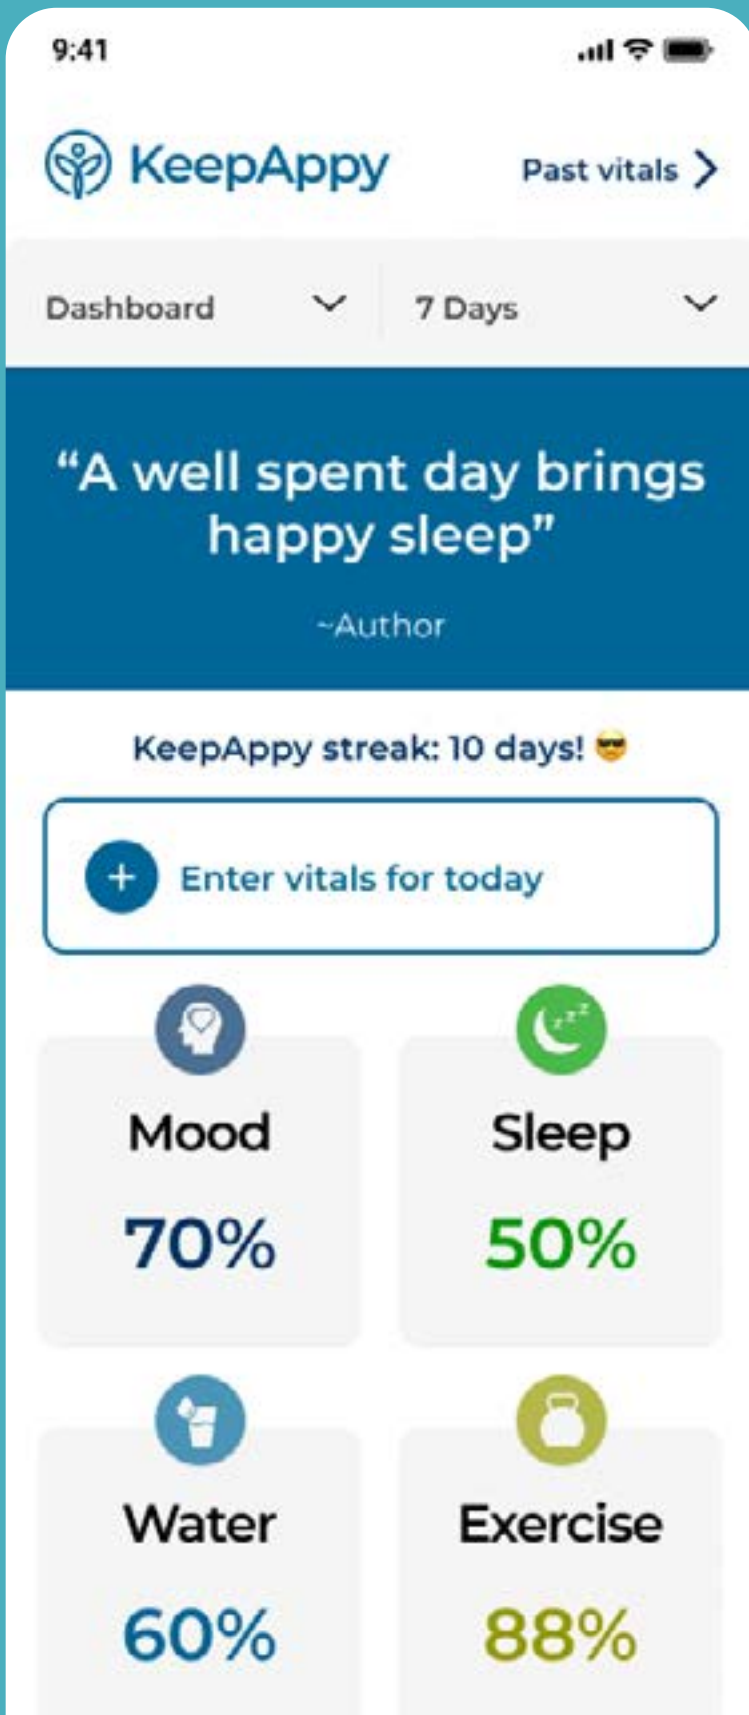 9:41
KeepAppy
Past vitals
Dashboard
7 Days
“A well spent day brings
happy sleep”
~Author
KeepAppy streak: 10 days! 😎
+ Enter vitals for today
zzz
Mood
Sleep
70%
50%
Water
Exercise
60%
88%